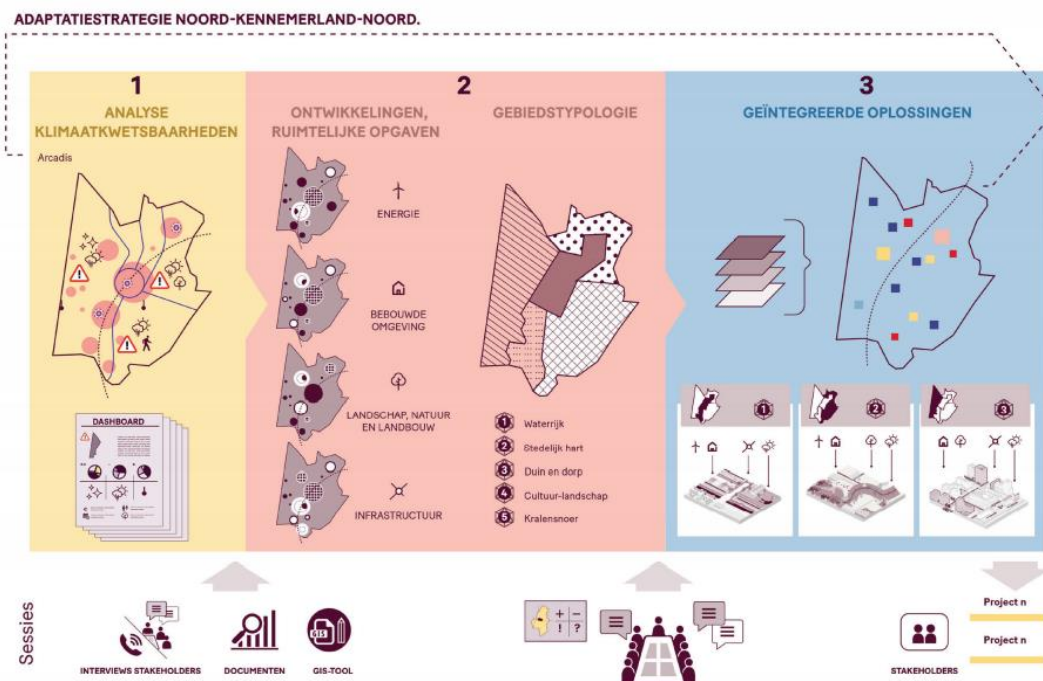 ADAPTATIESTRATEGIE NOORD-KENNEMERLAND-NOORD.
1
ANALYSE
KLIMAATKWETSBAARHEDEN
Arcadis
DASHBOARD
2
ONTWIKKELINGEN,
RUIMTELIJKE OPGAVEN
ENERGIE
BEBOUWDE
OMGEVING
LANDSCHAP, NATUUR
EN LANDBOUW
INFRASTRUCTUUR
GEBIEDSTYPOLOGIE
1 Waterrijk
2 Stedelijk hart
3 Duin en dorp
4 Cultuur-landschap
5 Kralensnoer
3
GEÏNTEGREERDE OPLOSSINGEN
1
2
3
Sessies
INTERVIEWS STAKEHOLDERS
DOCUMENTEN
GIS
GIS-TOOL
+ −
! ?
STAKEHOLDERS
Project n
Project n